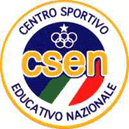 CENTRO SPORTIVO
csen
EDUCATIVO NAZIONALE